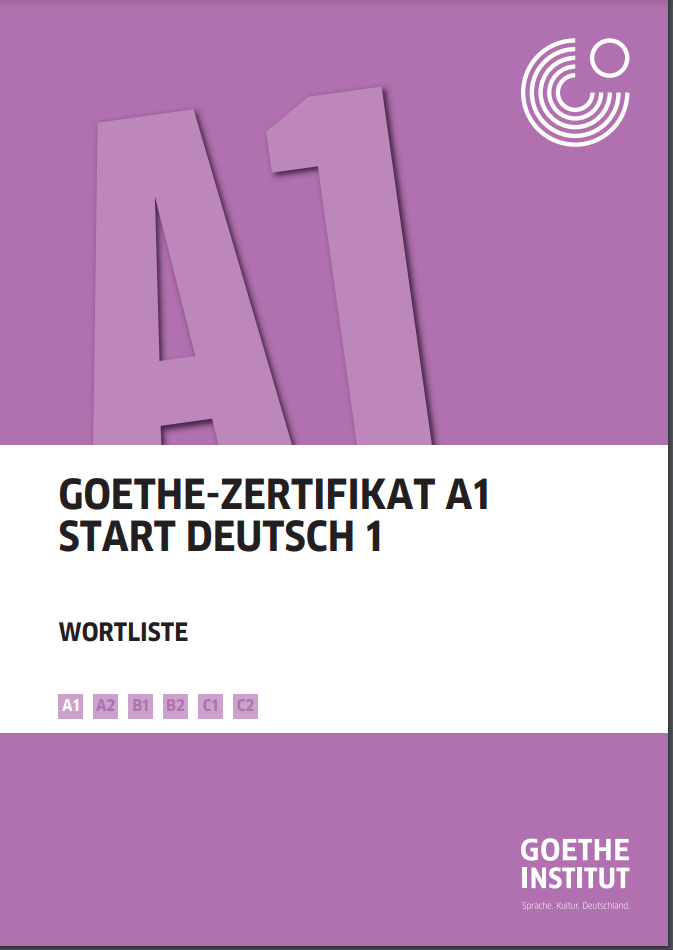 A1
GOETHE-ZERTIFIKAT A1
START DEUTSCH 1
WORTLISTE
A1 A2 B1 B2 C1 C2
GOETHE
INSTITUT
Sprache. Kultur. Deutschland.